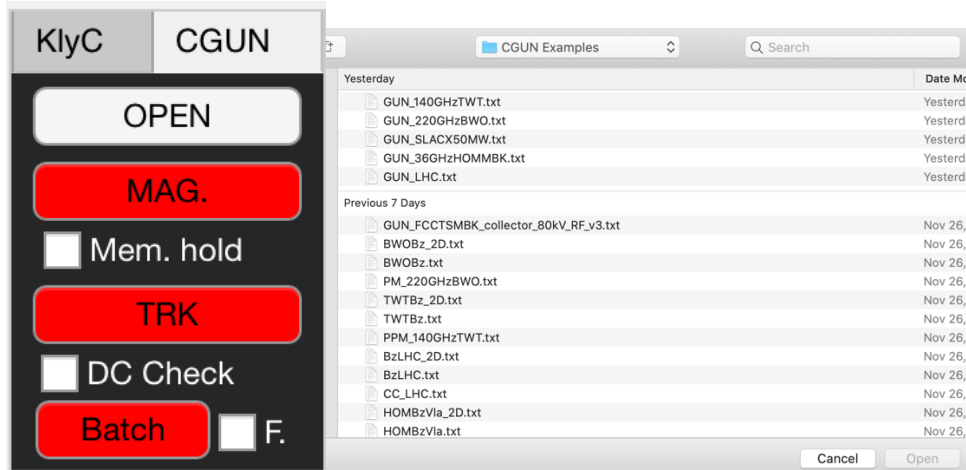 KlyC CGUN
OPEN
MAG.
Mem. hold
TRK
DC Check
Batch F.
CGUN Examples Search
Yesterday Date Mo
GUN_140GHzTWT.txt Yesterd
GUN_220GHzBWO.txt Yesterd
GUN_SLACX50MW.txt Yesterd
GUN_36GHzHOMMBK.txt Yesterd
GUN_LHC.txt Yesterd
Previous 7 Days
GUN_FCCTSMBK_collector_80kV_RF_v3.txt Nov 26,
BWOBz_2D.txt Nov 26,
BWOBz.txt Nov 26,
PM_220GHzBWO.txt Nov 26,
TWTBz_2D.txt Nov 26,
TWTBz.txt Nov 26,
PPM_140GHzTWT.txt Nov 26,
BzLHC_2D.txt Nov 26,
BzLHC.txt Nov 26,
CC_LHC.txt Nov 26,
HOMBzVla_2D.txt Nov 26,
HOMBzVla.txt Nov 26,
Cancel Open